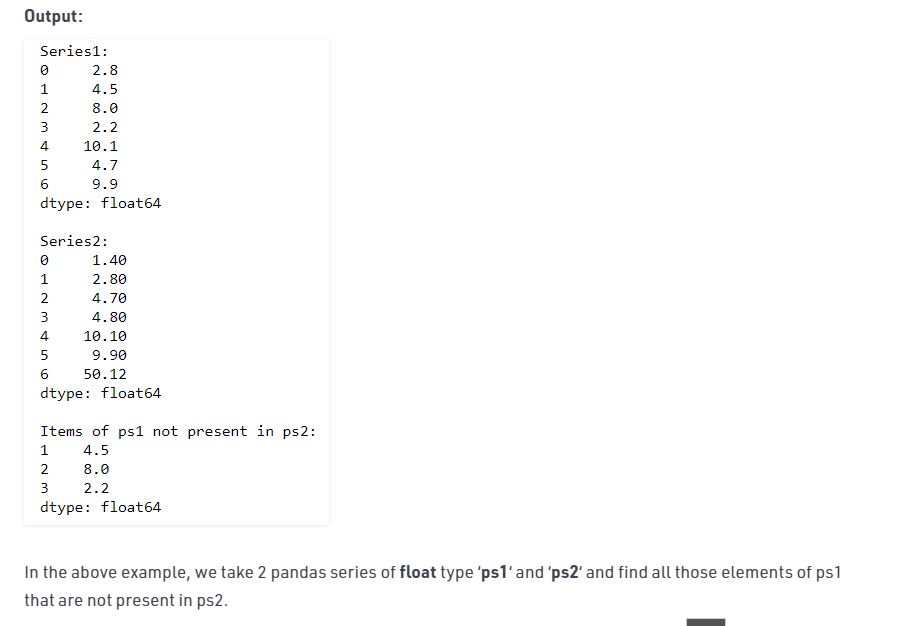 Output:
Series1:
0     2.8
1     4.5
2     8.0
3     2.2
4    10.1
5     4.7
6     9.9
dtype: float64
Series2:
0     1.40
1     2.80
2     4.70
3     4.80
4    10.10
5     9.90
6    50.12
dtype: float64
Items of ps1 not present in ps2:
1    4.5
2    8.0
3    2.2
dtype: float64
In the above example, we take 2 pandas series of float type ‘ps1‘ and ‘ps2‘ and find all those elements of ps1
that are not present in ps2.